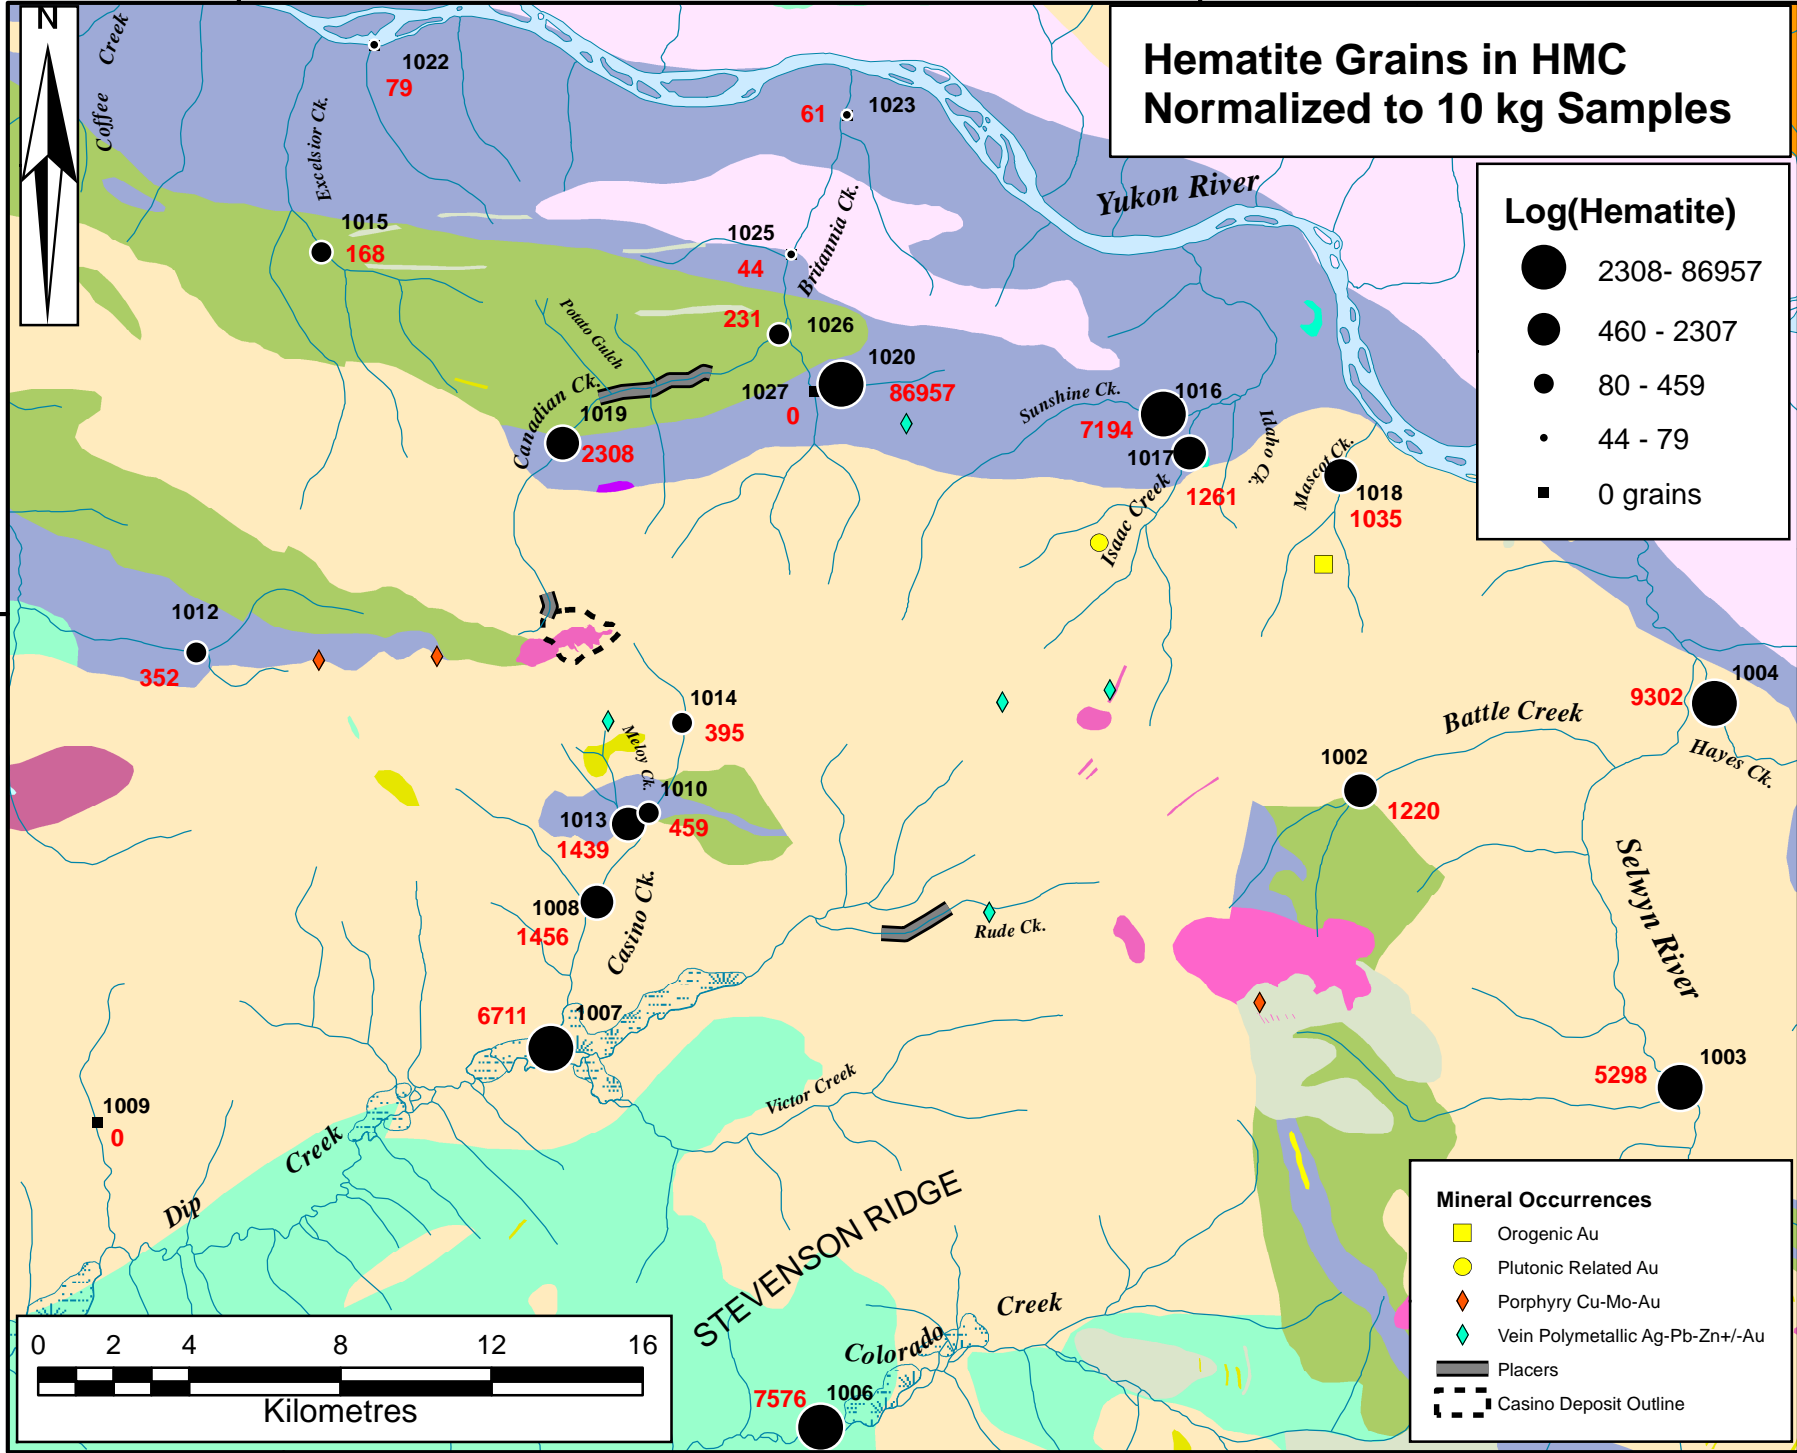 N
Hematite Grains in HMC
Normalized to 10 kg Samples
Log(Hematite)
2308- 86957
460 - 2307
80 - 459
44 - 79
0 grains
Coffee Creek
1022
79
Excelsior Ck.
61
1023
Yukon River
1015
168
1025
44
Britannia Ck.
Potato Gulch
231
1026
1020
86957
1027
0
Canadian Ck.
1019
2308
Sunshine Ck.
1016
7194
1017
1261
Idaho Ck.
Isaac Creek
Mascot Ck.
1018
1035
1012
352
1014
395
Meloy Ck.
1010
459
1013
1439
1008
1456
Casino Ck.
Rude Ck.
1004
9302
Hayes Ck.
Battle Creek
1002
1220
Selwyn River
6711
1007
1003
5298
1009
0
Victor Creek
Dip Creek
STEVENSON RIDGE
Colorado Creek
7576
1006
0 2 4 8 12 16
Kilometres
Mineral Occurrences
Orogenic Au
Plutonic Related Au
Porphyry Cu-Mo-Au
Vein Polymetallic Ag-Pb-Zn+/-Au
Placers
Casino Deposit Outline